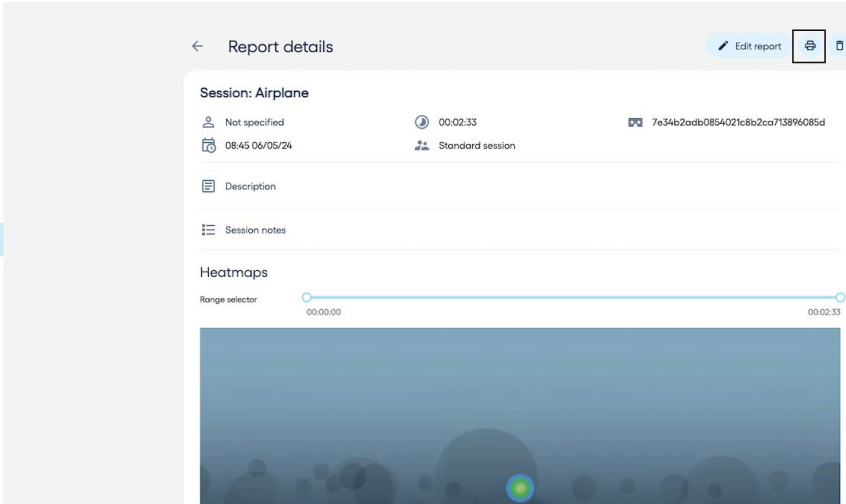 Report details
Edit report
Session: Airplane
Not specified
00:02:33
7e34b2adb0854021c8b2ca713896085d
08:45 06/05/24
Standard session
Description
Session notes
Heatmaps
Range selector
00:00:00
00:02:33